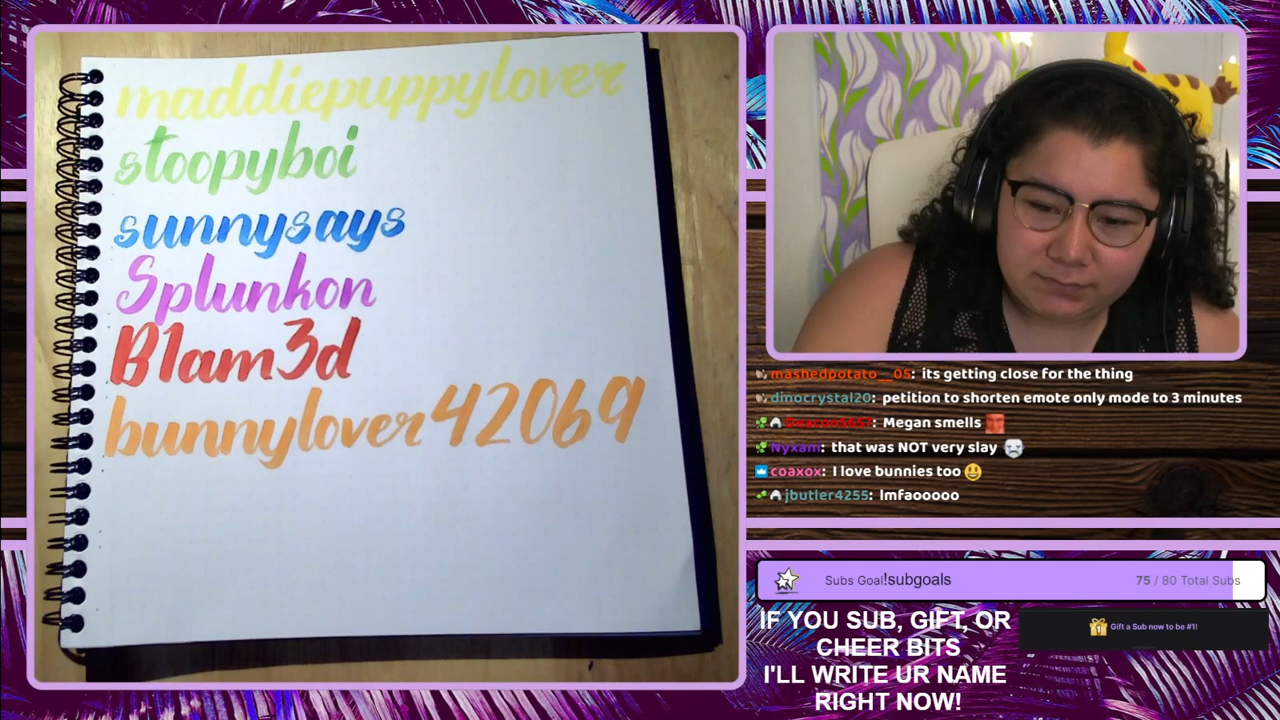 maddiepuppylover
stoopyboi
sunnysays
Splunkon
B1am3d
bunnylover42069
mashedpotato__05: its getting close for the thing
dinocrystal20: petition to shorten emote only mode to 3 minutes
Megan smells
Nyxam: that was NOT very slay
coaxox: I love bunnies too
jbutler4255: lmfaooooo
Subs Goal!subgoals
75 / 80 Total Subs
IF YOU SUB, GIFT, OR
CHEER BITS
I'LL WRITE UR NAME
RIGHT NOW!
Gift a Sub now to be #1!